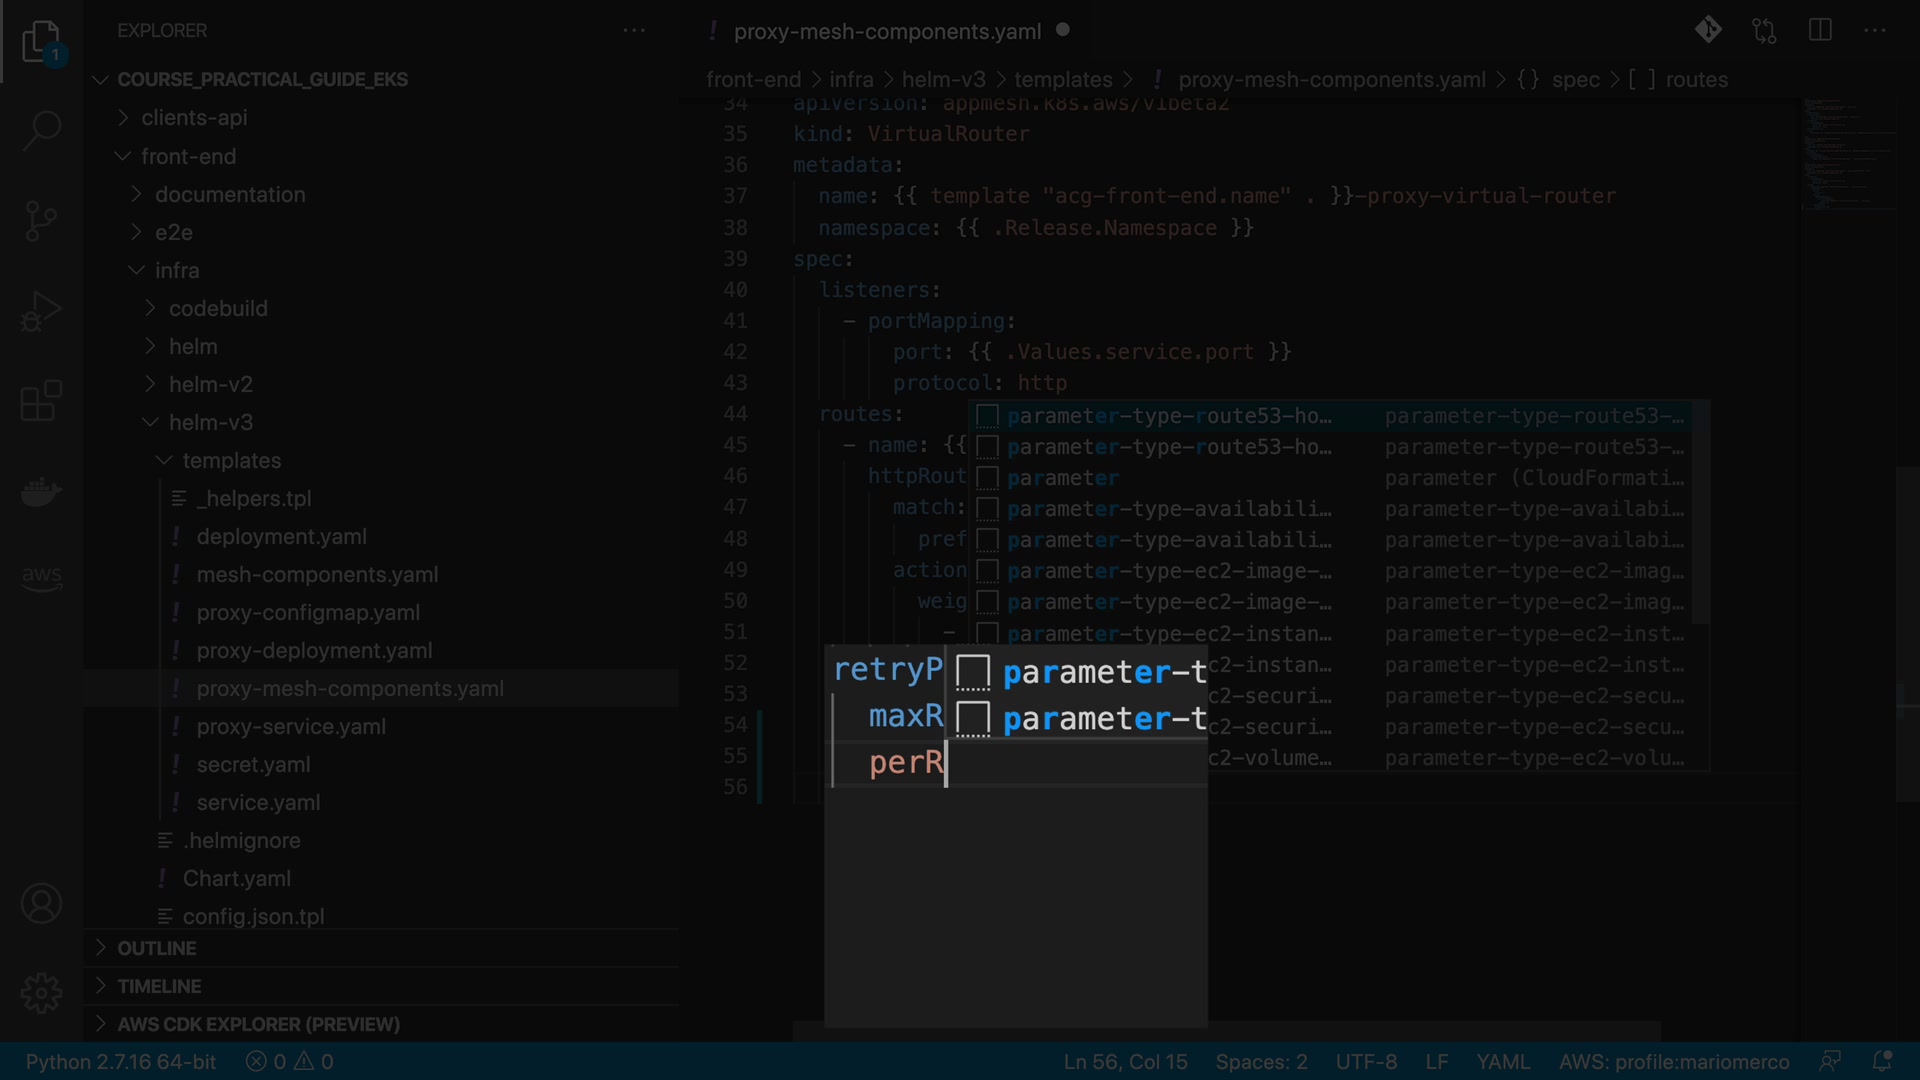 EXPLORER
1
COURSE_PRACTICAL_GUIDE_EKS
clients-api
front-end
documentation
e2e
infra
codebuild
helm
helm-v2
helm-v3
templates
_helpers.tpl
! deployment.yaml
! mesh-components.yaml
! proxy-configmap.yaml
! proxy-deployment.yaml
! proxy-mesh-components.yaml
! proxy-service.yaml
! secret.yaml
! service.yaml
.helmignore
! Chart.yaml
config.json.tpl
OUTLINE
TIMELINE
AWS CDK EXPLORER (PREVIEW)
aws
! proxy-mesh-components.yaml
front-end > infra > helm-v3 > templates > ! proxy-mesh-components.yaml > {} spec > [ ] routes
34 apiVersion: appmesh.k8s.aws/v1beta2
35 kind: VirtualRouter
36 metadata:
37 name: {{ template "acg-front-end.name" . }}-proxy-virtual-router
38 namespace: {{ .Release.Namespace }}
39 spec:
40 listeners:
41 - portMapping:
42 port: {{ .Values.service.port }}
43 protocol: http
44 routes: parameter-type-route53-ho… parameter-type-route53-…
45 - name: {{ parameter-type-route53-ho… parameter-type-route53-…
46 httpRout parameter parameter (CloudFormati…
47 match: parameter-type-availabili… parameter-type-availabi…
48 pref parameter-type-availabili… parameter-type-availabi…
49 action parameter-type-ec2-image-… parameter-type-ec2-imag…
50 weig parameter-type-ec2-image-… parameter-type-ec2-imag…
51 - parameter-type-ec2-instan… parameter-type-ec2-inst…
52 c2-instan… parameter-type-ec2-inst…
53 c2-securi… parameter-type-ec2-secu…
54 c2-securi… parameter-type-ec2-secu…
55 c2-volume… parameter-type-ec2-volu…
56
retryP parameter-t
maxR parameter-t
perR
Python 2.7.16 64-bit 0 0 Ln 56, Col 15 Spaces: 2 UTF-8 LF YAML AWS: profile:mariomerco